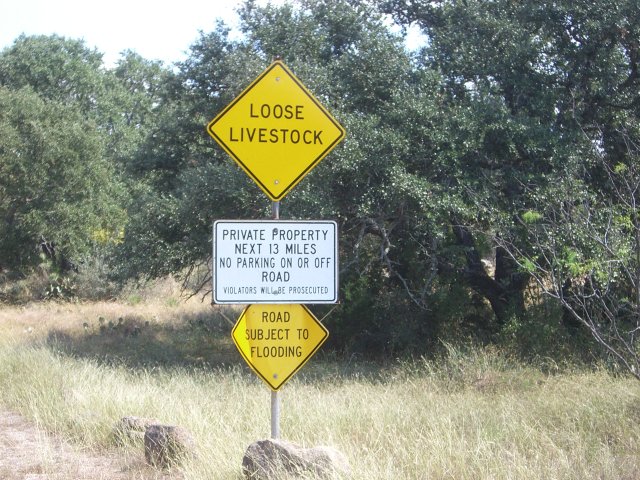 LOOSE
LIVESTOCK
PRIVATE PROPERTY
NEXT 13 MILES
NO PARKING ON OR OFF
ROAD
VIOLATORS WILL BE PROSECUTED
ROAD
SUBJECT TO
FLOODING